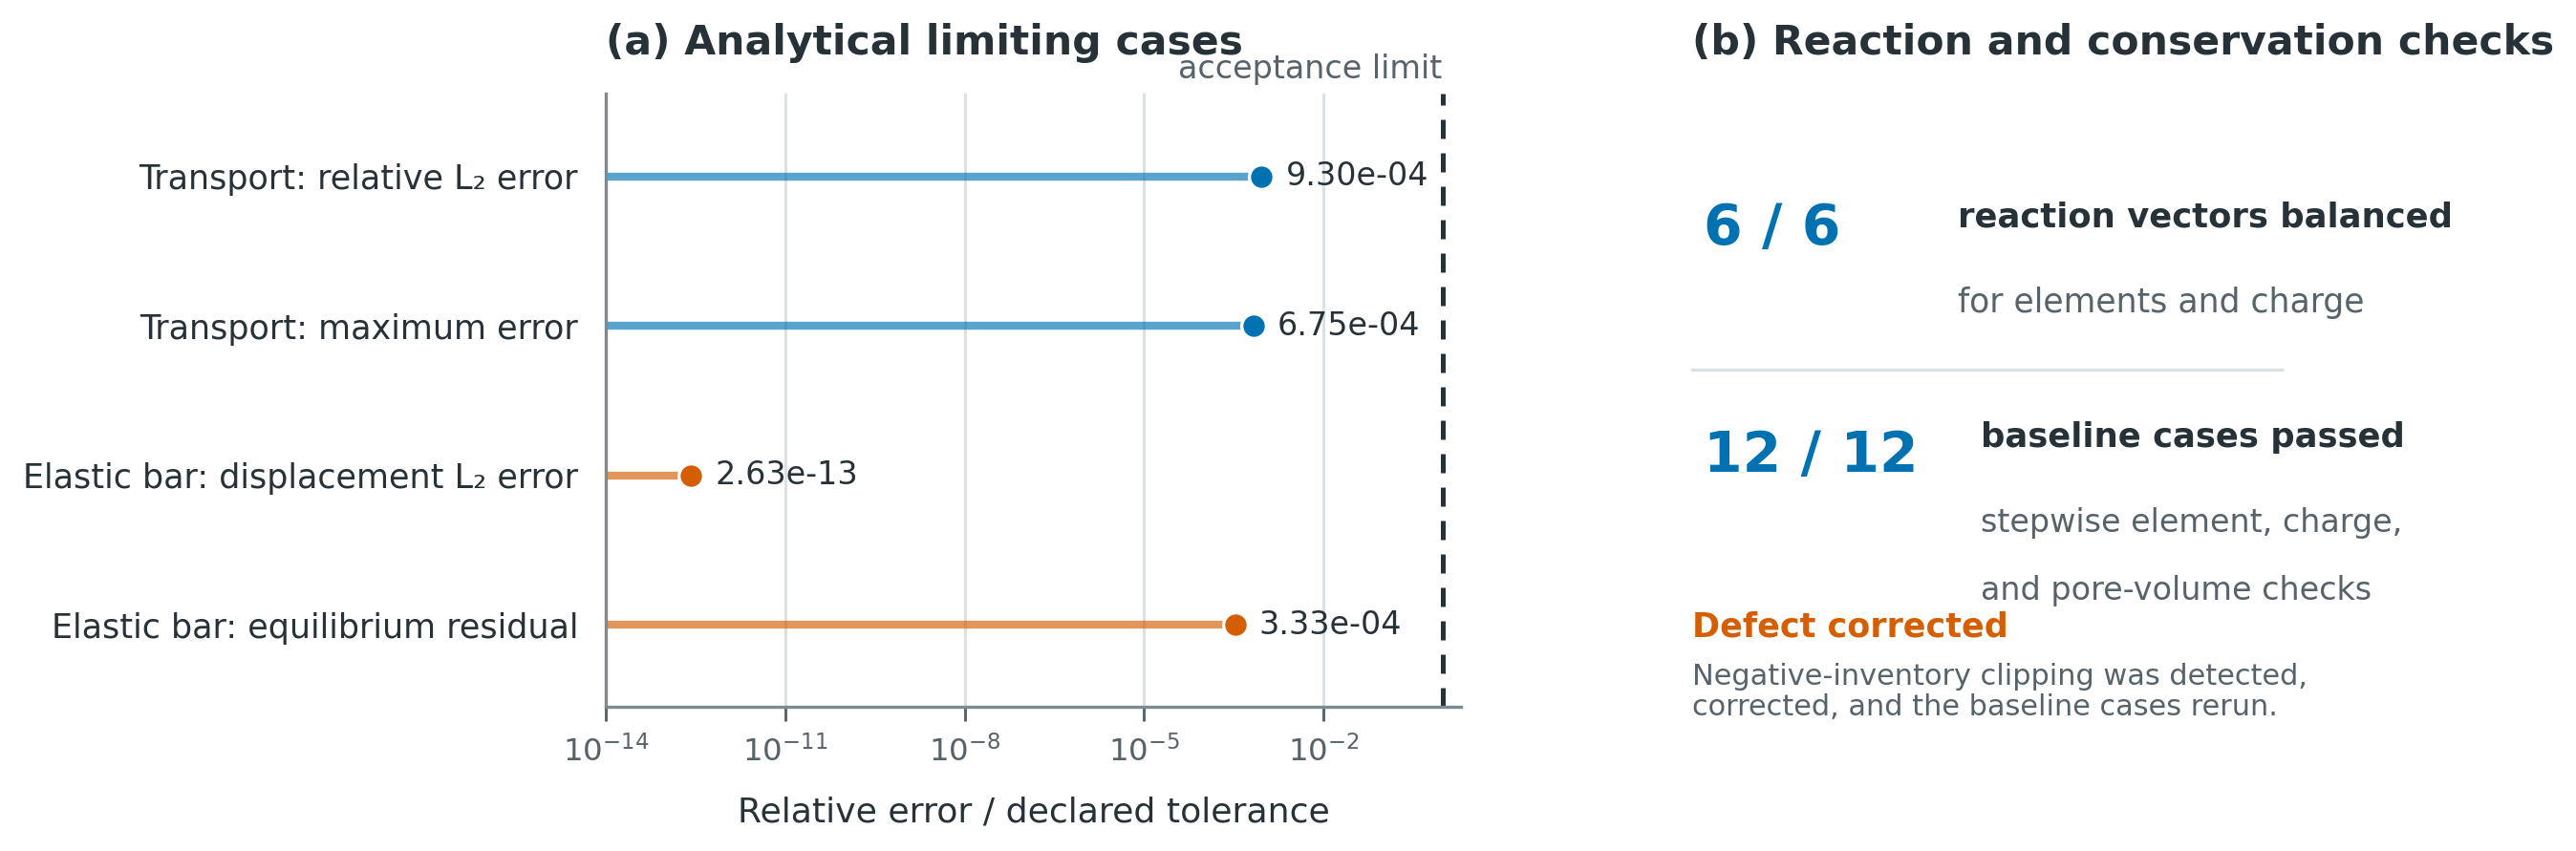 (a) Analytical limiting cases
acceptance limit
Transport: relative L₂ error
9.30e-04
Transport: maximum error
6.75e-04
Elastic bar: displacement L₂ error
2.63e-13
Elastic bar: equilibrium residual
3.33e-04
10⁻¹⁴
10⁻¹¹
10⁻⁸
10⁻⁵
10⁻²
Relative error / declared tolerance
(b) Reaction and conservation checks
6 / 6
reaction vectors balanced
for elements and charge
12 / 12
baseline cases passed
stepwise element, charge,
and pore-volume checks
Defect corrected
Negative-inventory clipping was detected,
corrected, and the baseline cases rerun.